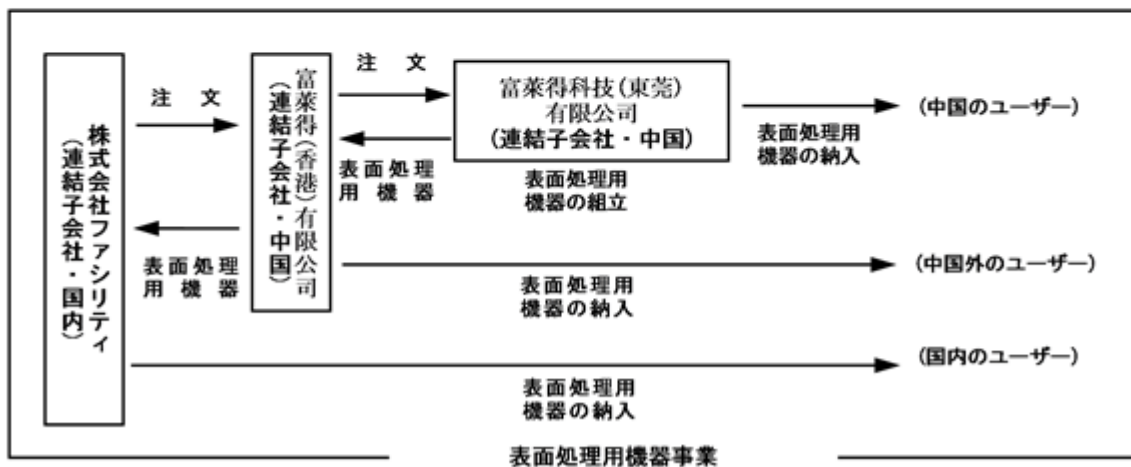 株式会社ファシリティ
（連結子会社・国内）
注　文
表面処理
用 機 器
富萊得（香港）有限公司
（連結子会社・中国）
注　文
表面処理
用 機 器
富萊得科技（東莞）
有限公司
（連結子会社・中国）
表面処理用
機器の組立
表面処理用
機器の納入
（中国のユーザー）
表面処理用
機器の納入
（中国外のユーザー）
表面処理用
機器の納入
（国内のユーザー）
表面処理用機器事業